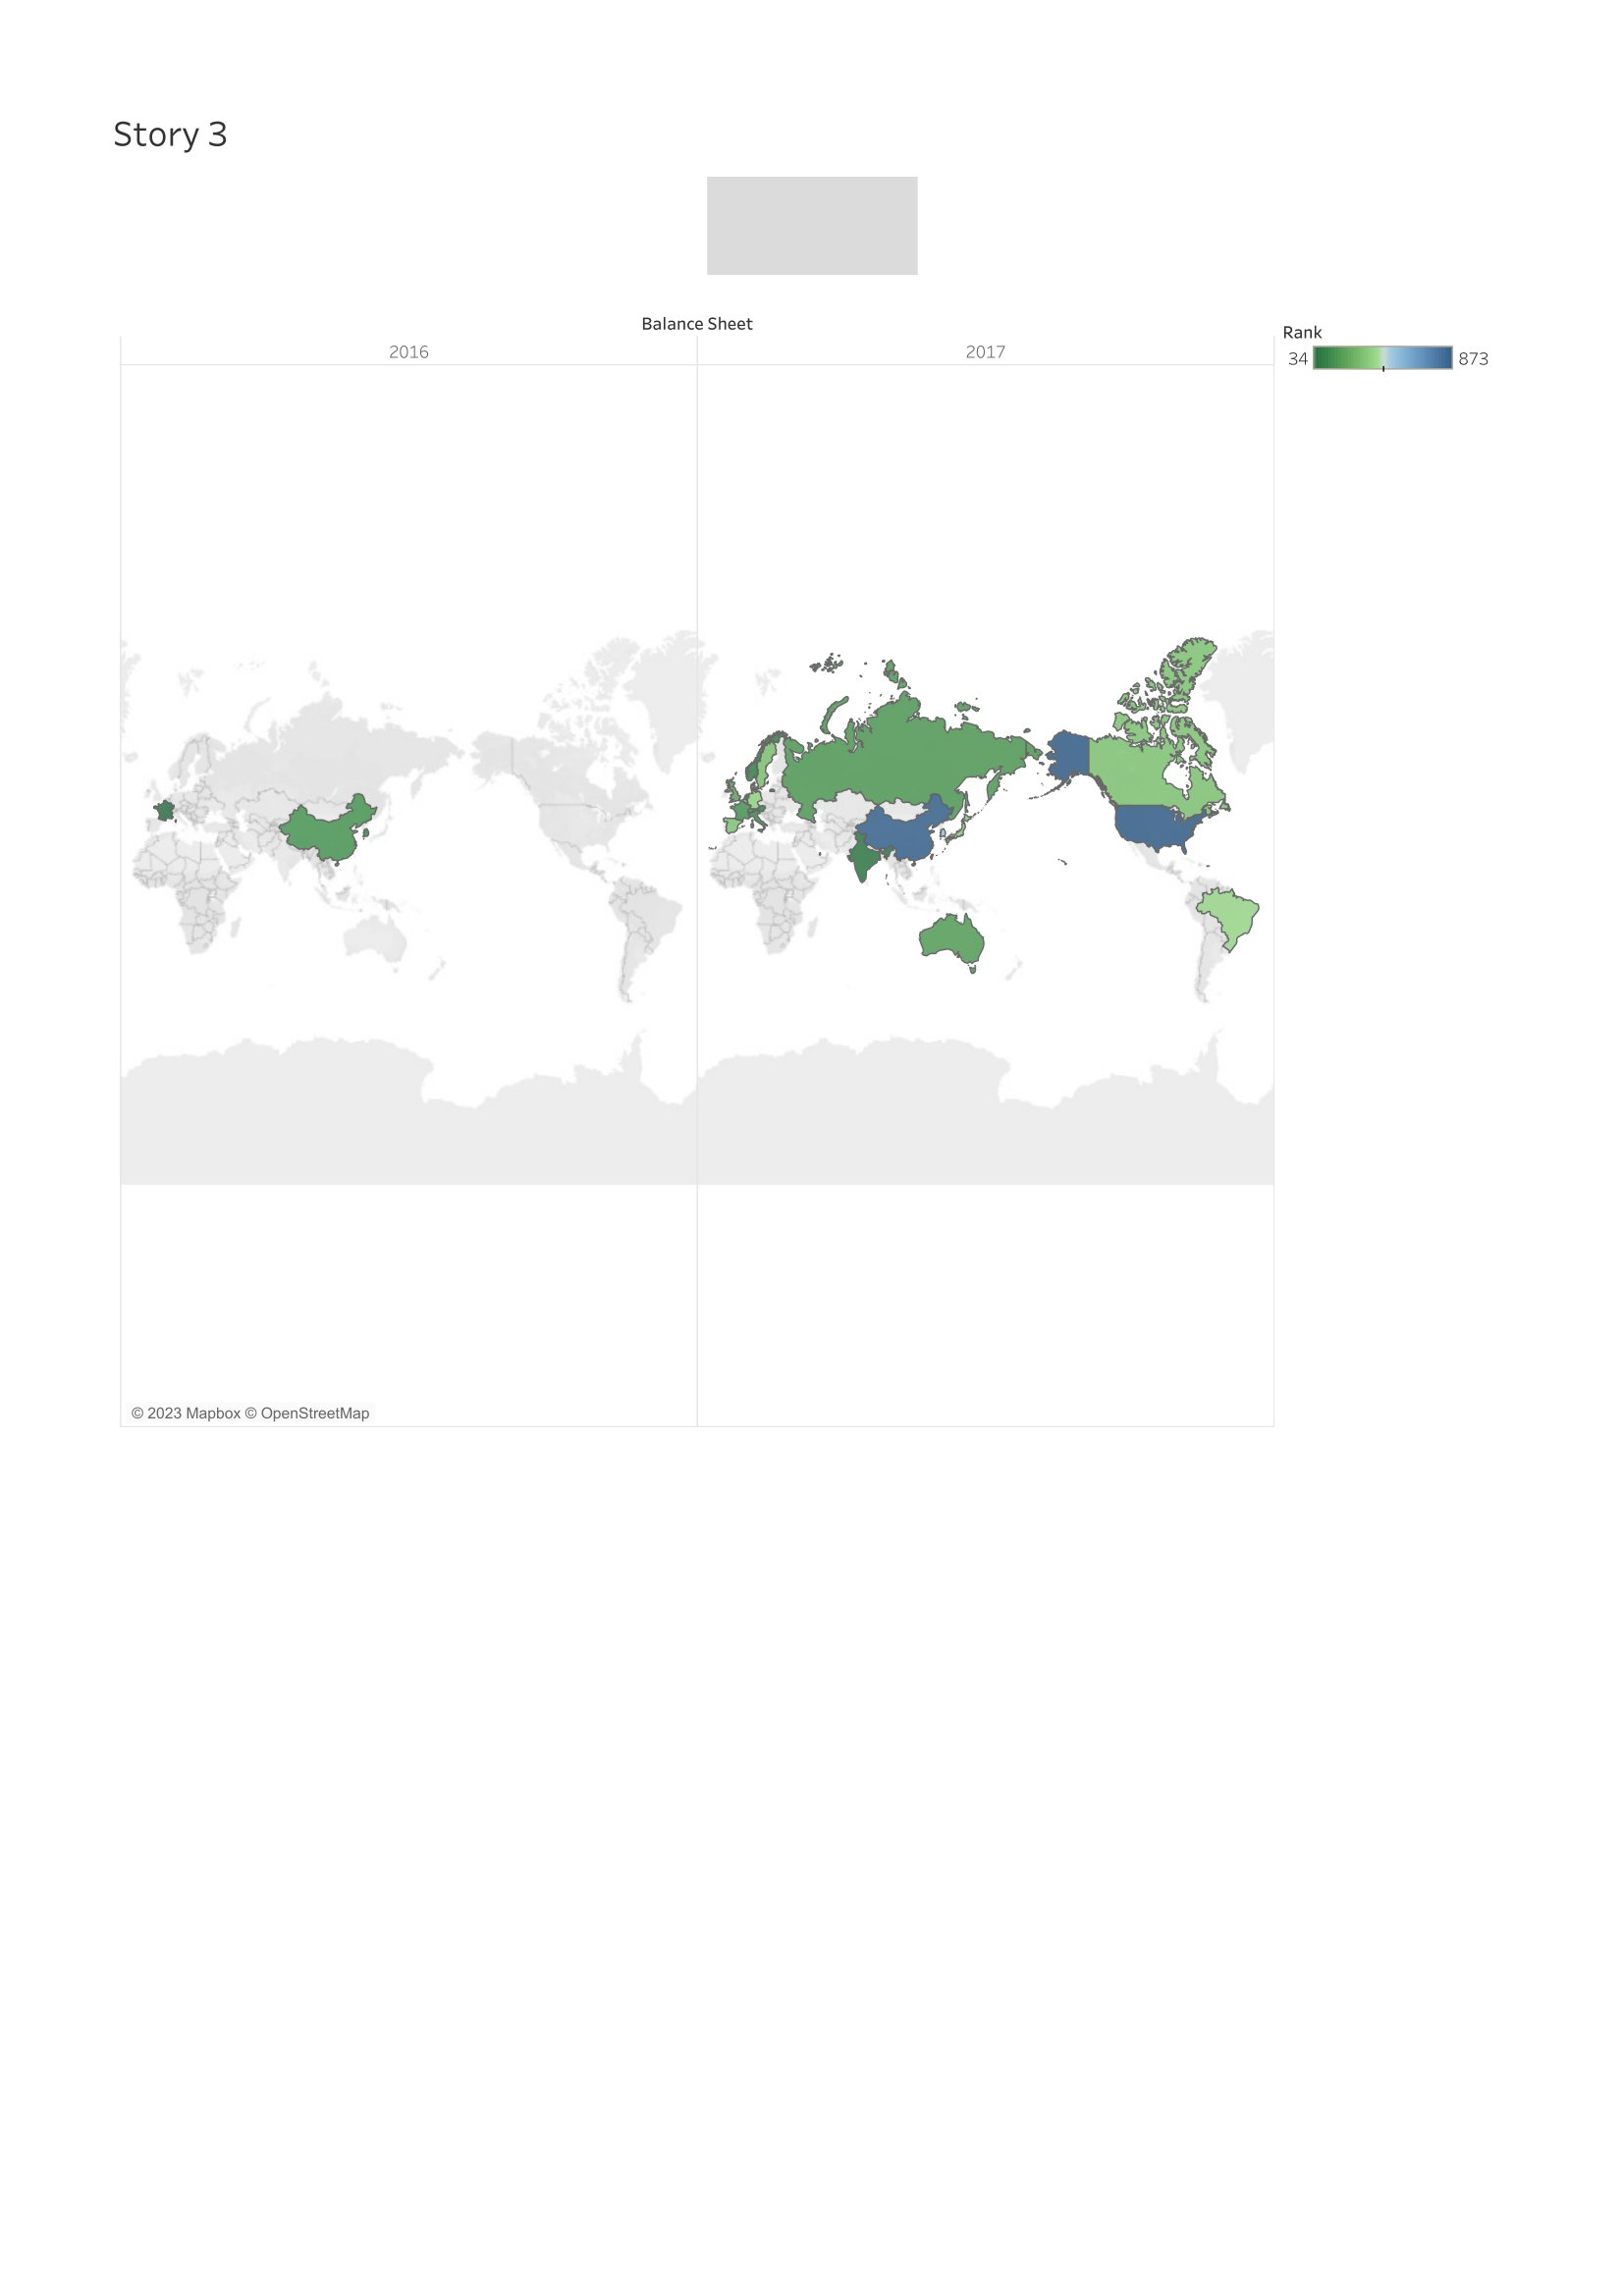 Story 3
Balance Sheet
2016
2017
Rank
34
873
© 2023 Mapbox © OpenStreetMap